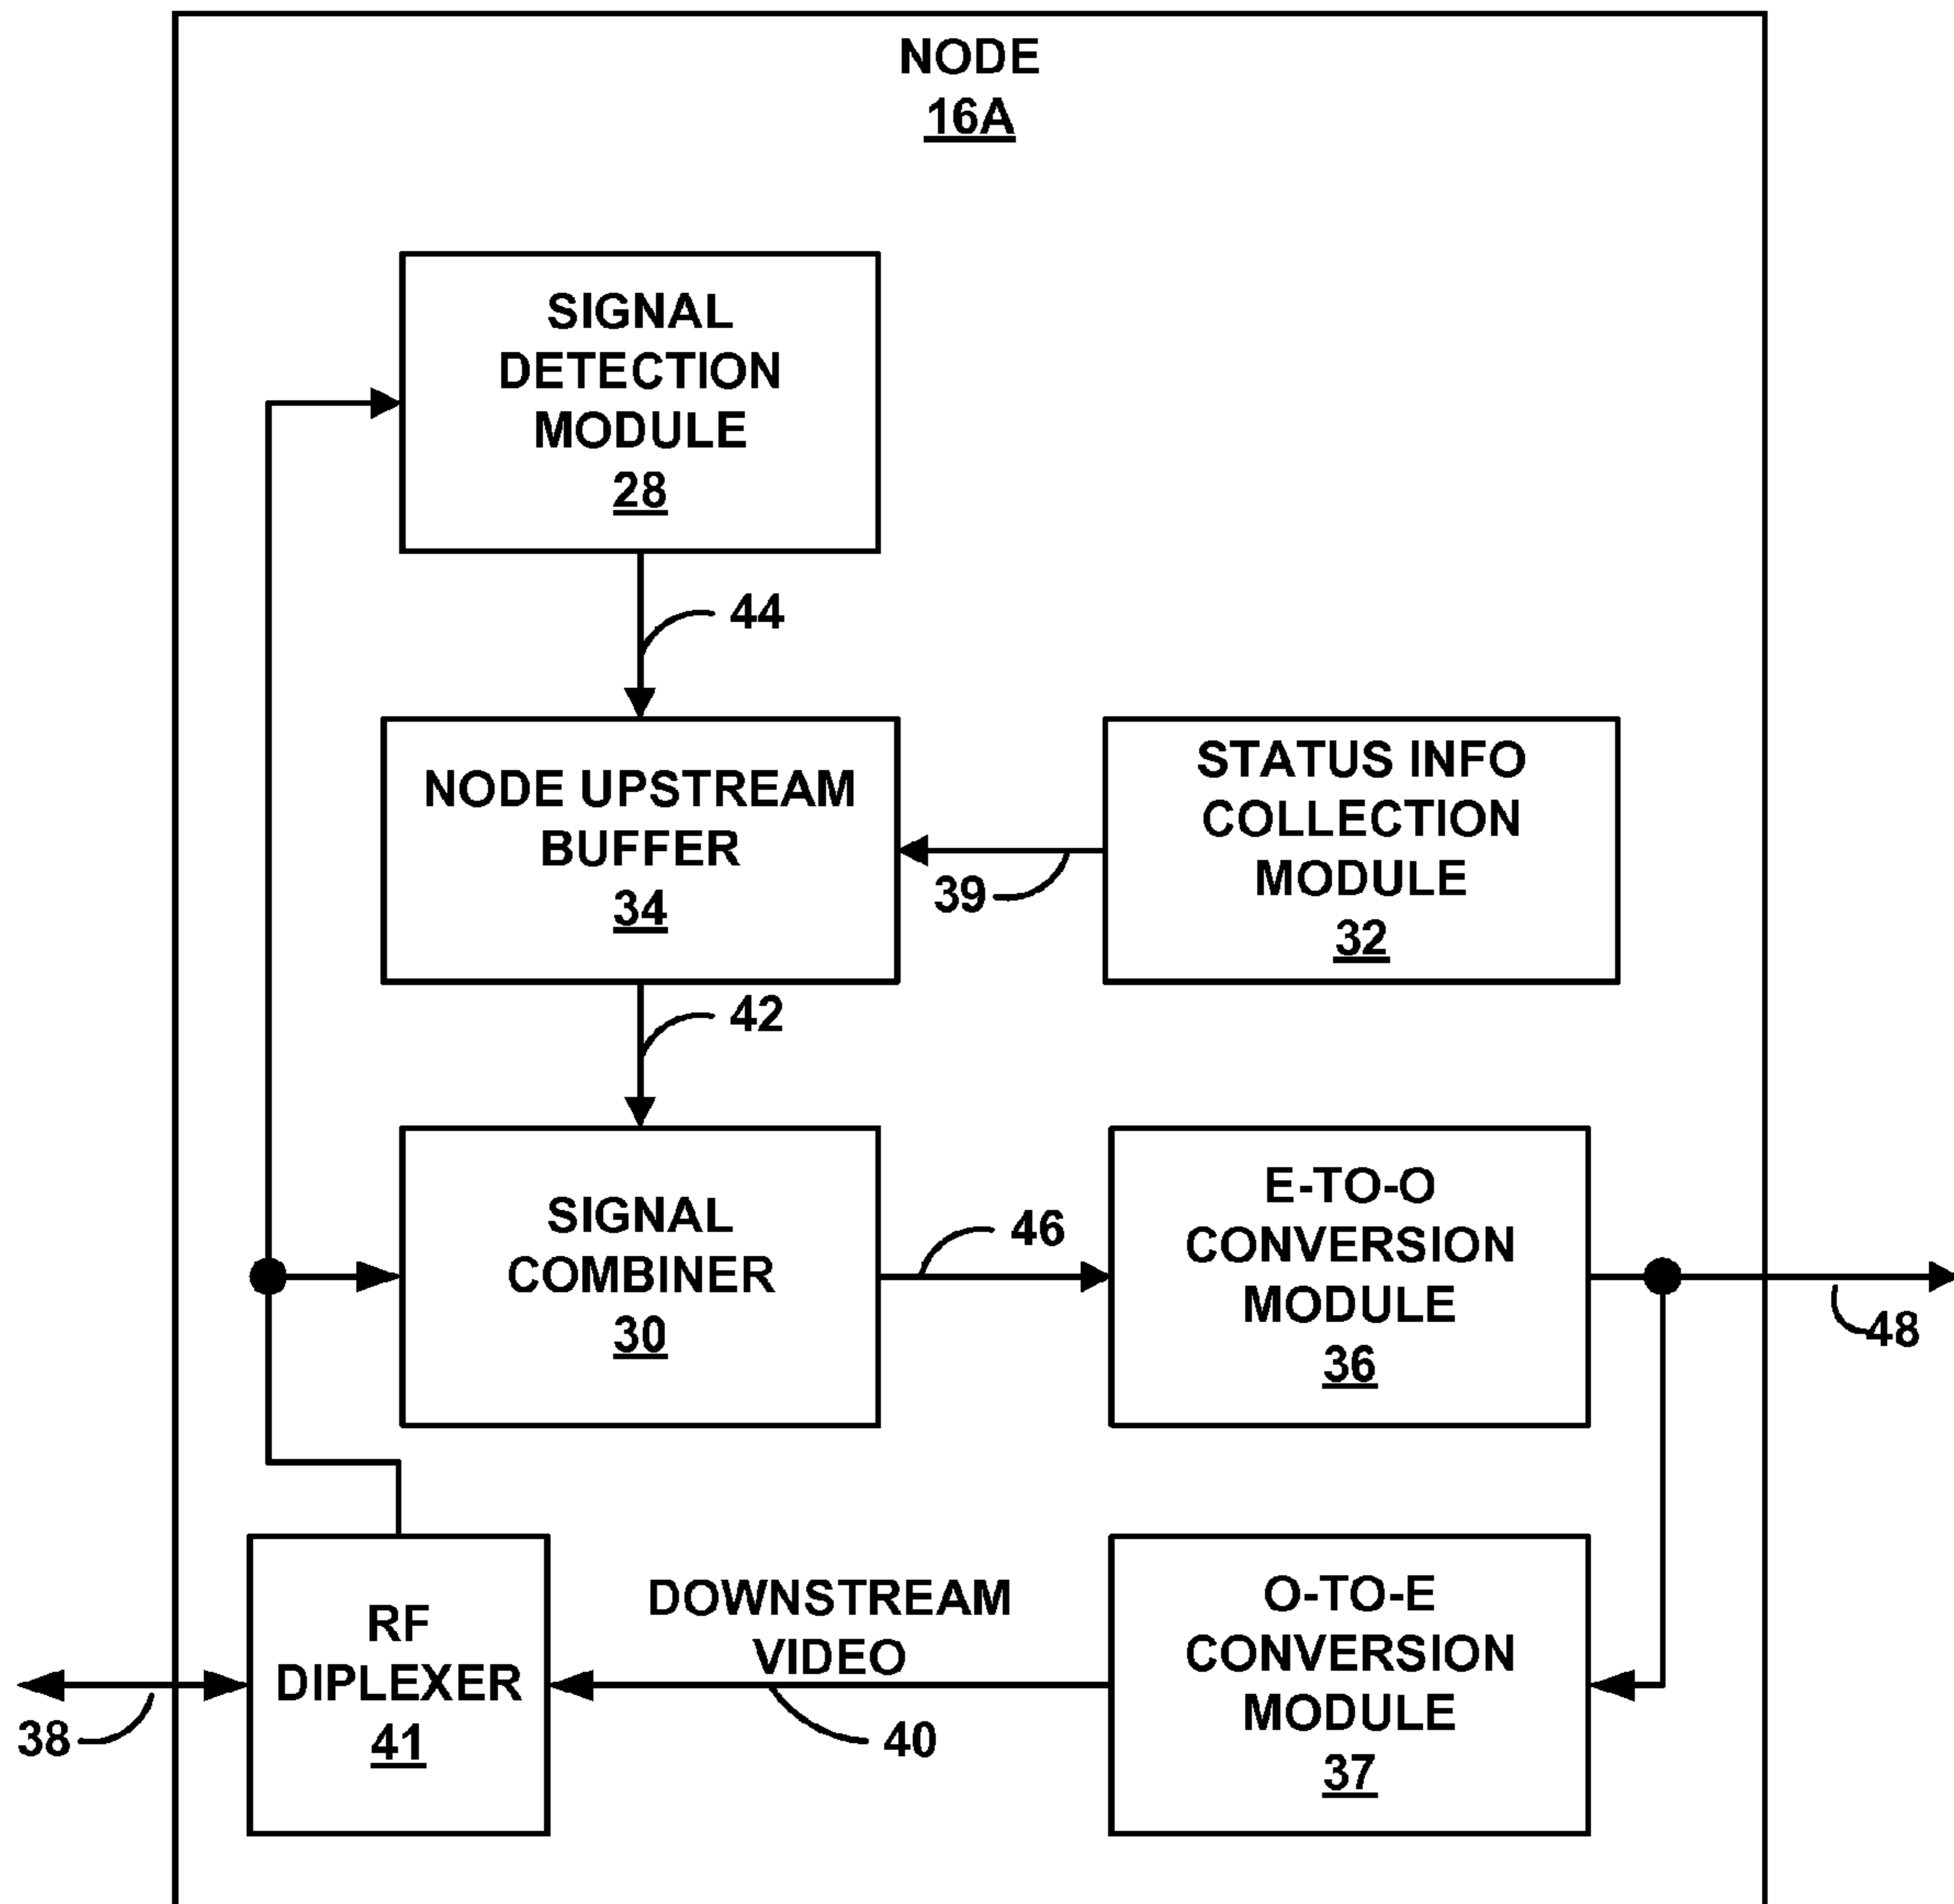 NODE
16A
SIGNAL
DETECTION
MODULE
28
44
NODE UPSTREAM
BUFFER
34
39
STATUS INFO
COLLECTION
MODULE
32
42
SIGNAL
COMBINER
30
46
E-TO-O
CONVERSION
MODULE
36
48
RF
DIPLEXER
41
38
DOWNSTREAM
VIDEO
40
O-TO-E
CONVERSION
MODULE
37